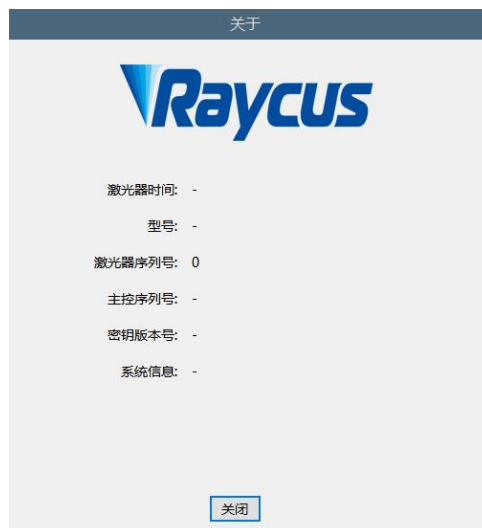 关于
Raycus
激光器时间: -
型号: -
激光器序列号: 0
主控序列号: -
密钥版本号: -
系统信息: -
关闭